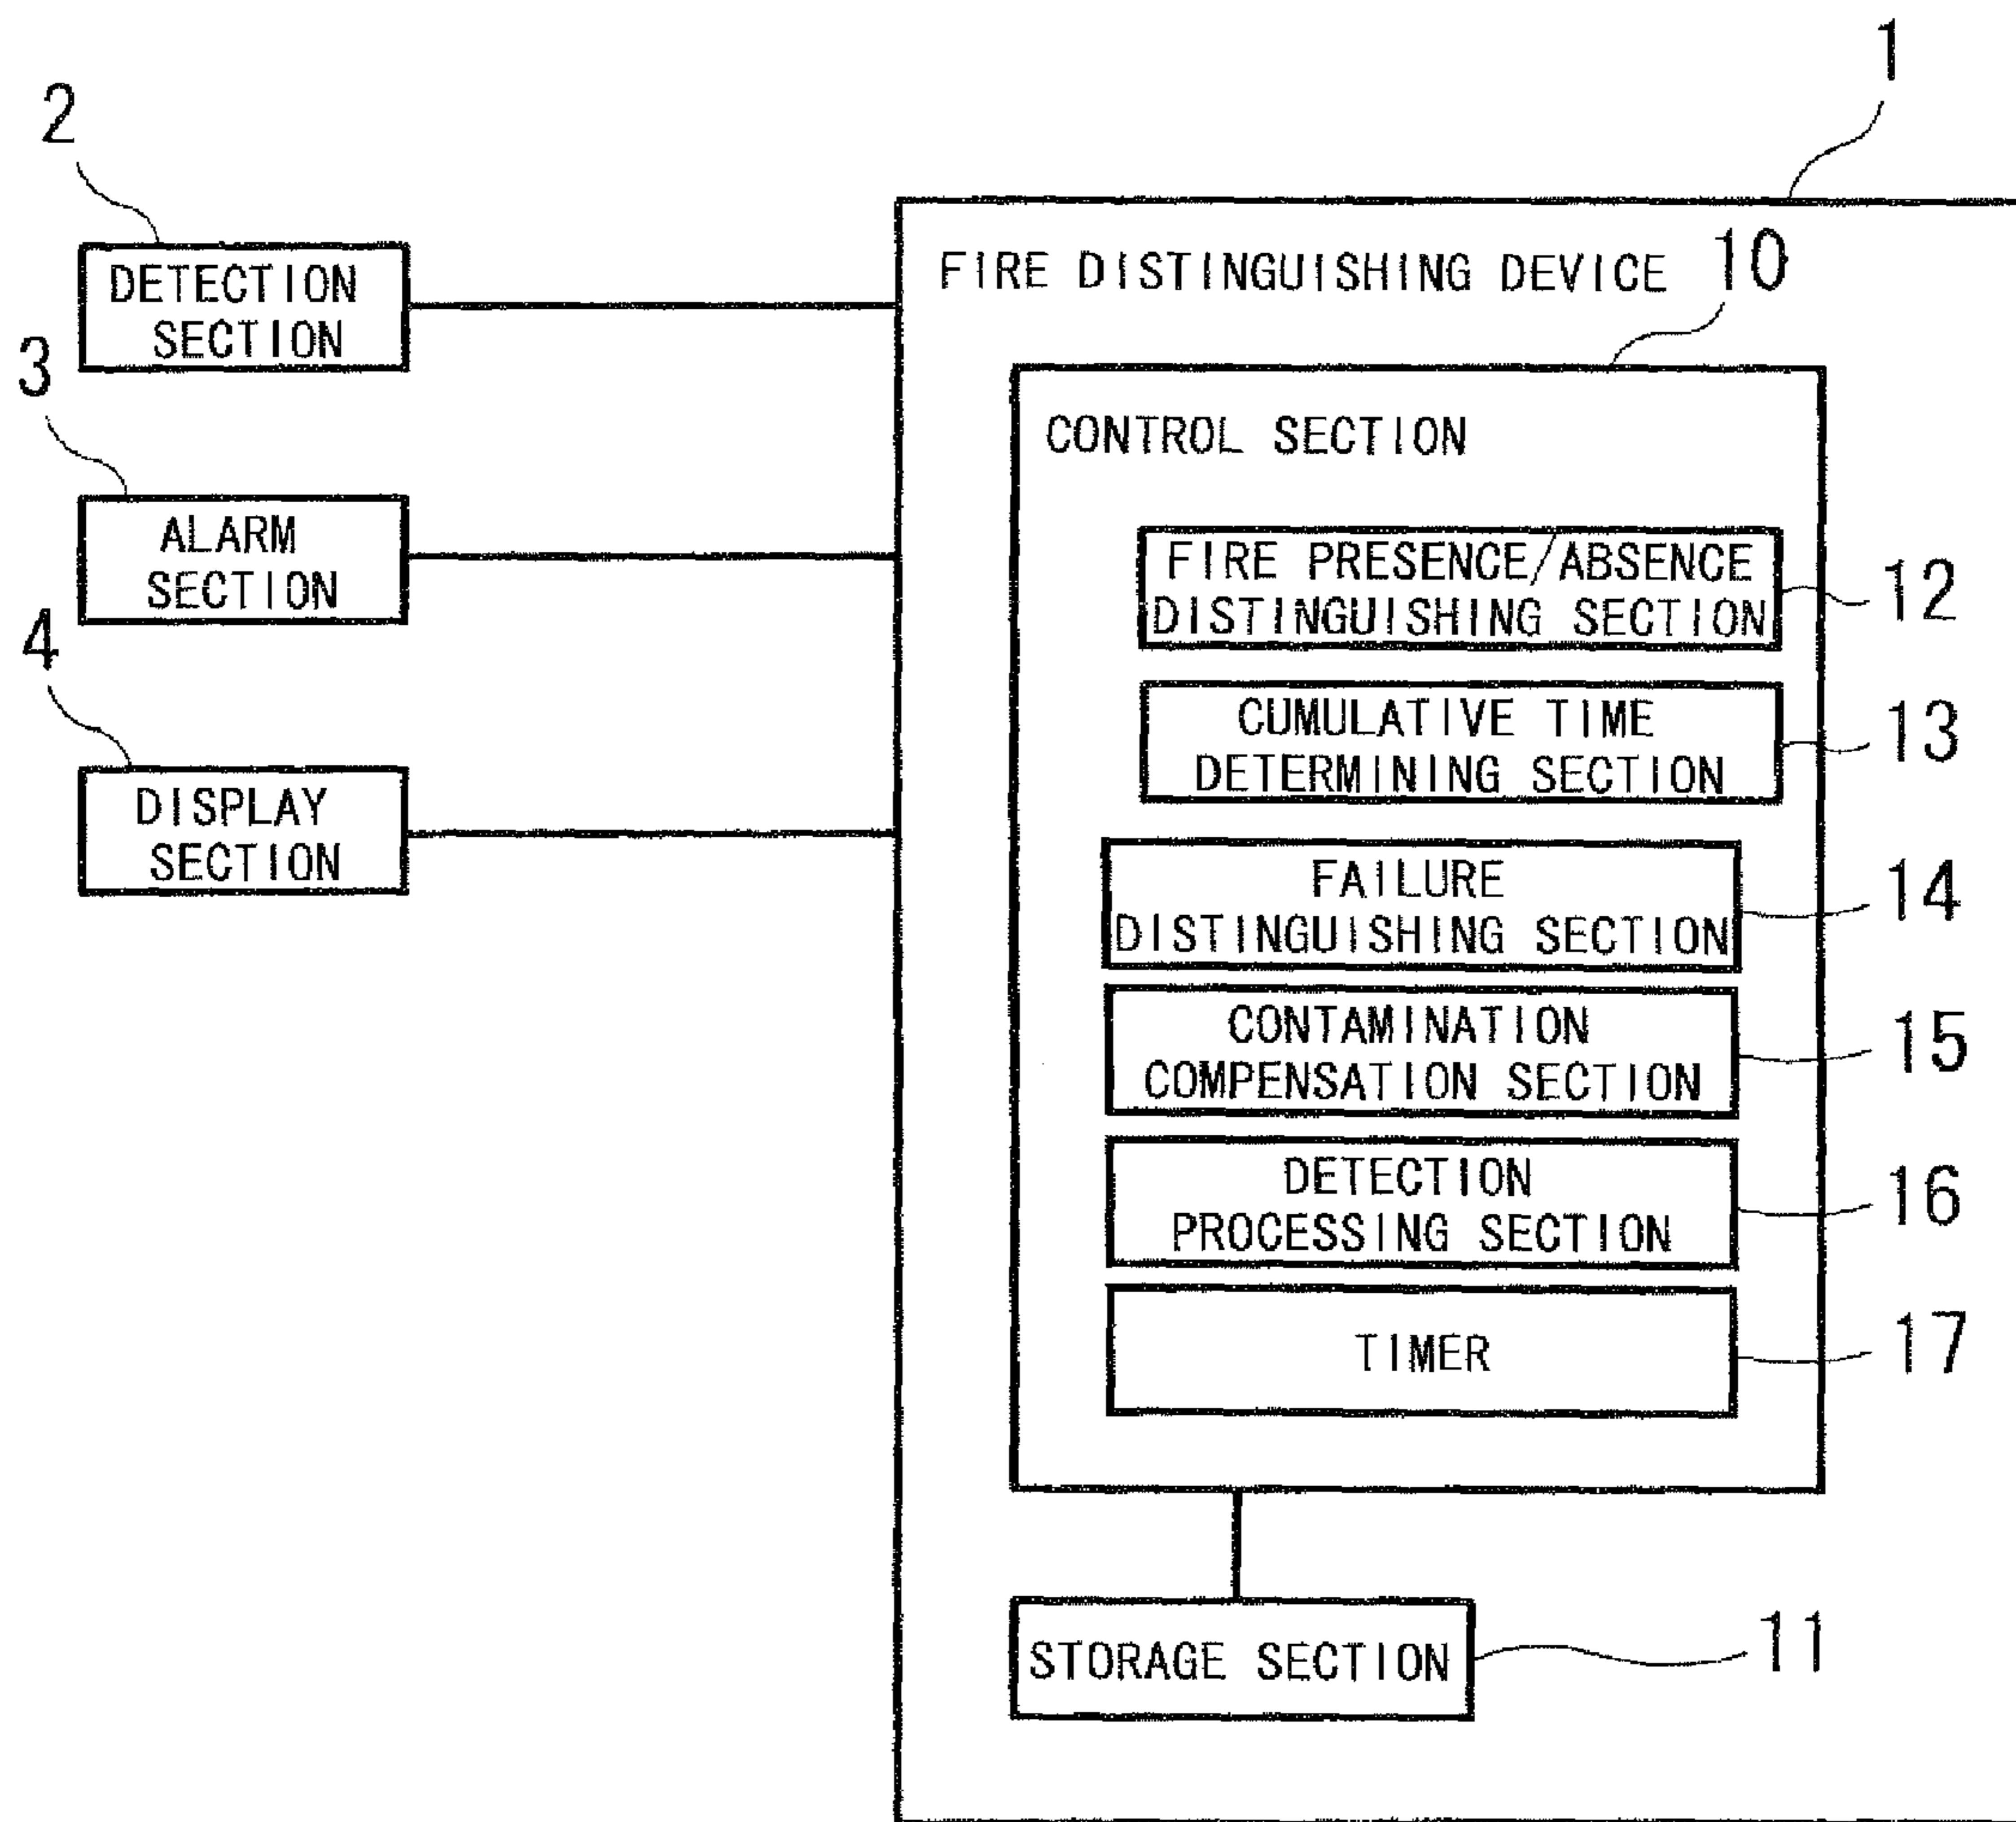 1
2
FIRE DISTINGUISHING DEVICE
10
DETECTION
SECTION
3
CONTROL SECTION
ALARM
SECTION
FIRE PRESENCE/ABSENCE
DISTINGUISHING SECTION
12
4
CUMULATIVE TIME
DETERMINING SECTION
13
DISPLAY
SECTION
FAILURE
DISTINGUISHING SECTION
14
CONTAMINATION
COMPENSATION SECTION
15
DETECTION
PROCESSING SECTION
16
TIMER
17
STORAGE SECTION
11